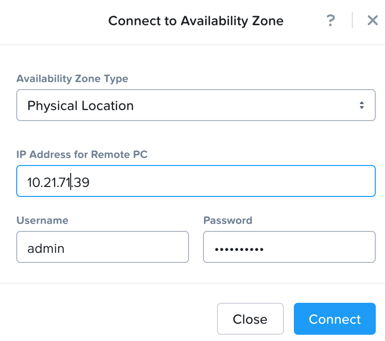 Connect to Availability Zone ? ×
Availability Zone Type
Physical Location
IP Address for Remote PC
10.21.71.39
Username Password
admin ••••••••••
Close Connect